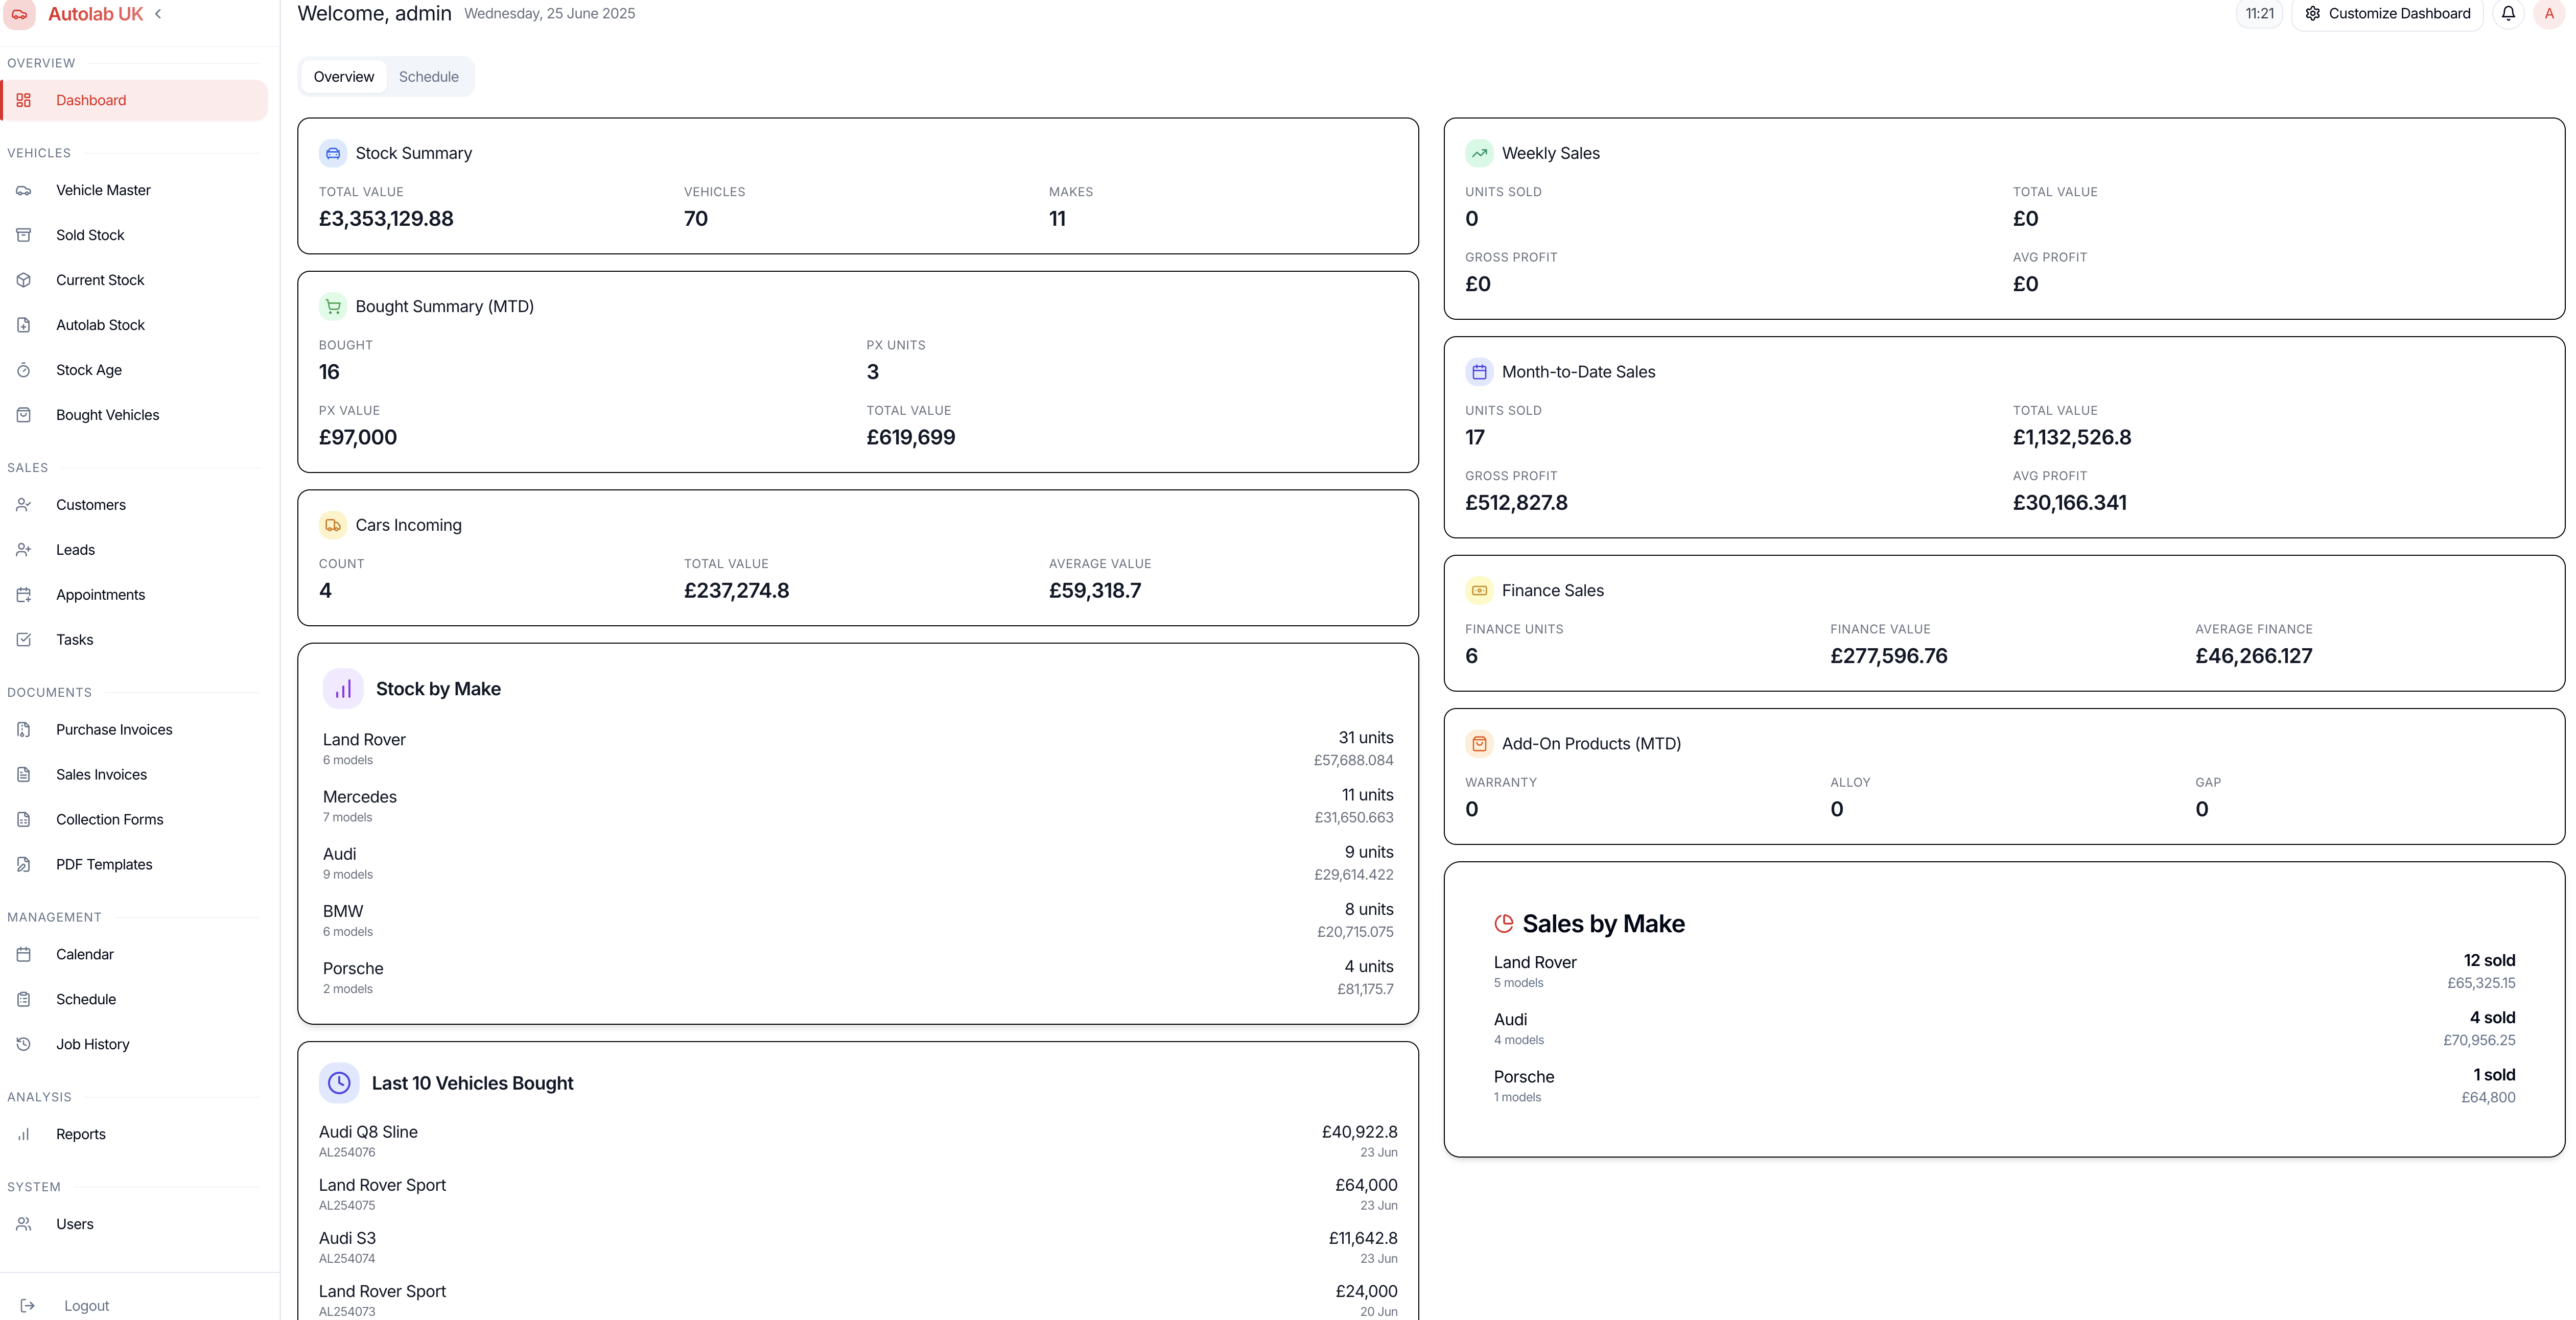 Autolab UK
OVERVIEW
Dashboard
VEHICLES
Vehicle Master
Sold Stock
Current Stock
Autolab Stock
Stock Age
Bought Vehicles
SALES
Customers
Leads
Appointments
Tasks
DOCUMENTS
Purchase Invoices
Sales Invoices
Collection Forms
PDF Templates
MANAGEMENT
Calendar
Schedule
Job History
ANALYSIS
Reports
SYSTEM
Users
Logout
Welcome, admin Wednesday, 25 June 2025
11:21 Customize Dashboard A
Overview Schedule
Stock Summary
TOTAL VALUE VEHICLES MAKES
£3,353,129.88 70 11
Bought Summary (MTD)
BOUGHT PX UNITS
16 3
PX VALUE TOTAL VALUE
£97,000 £619,699
Cars Incoming
COUNT TOTAL VALUE AVERAGE VALUE
4 £237,274.8 £59,318.7
Stock by Make
Land Rover 31 units
6 models £57,688.084
Mercedes 11 units
7 models £31,650.663
Audi 9 units
9 models £29,614.422
BMW 8 units
6 models £20,715.075
Porsche 4 units
2 models £81,175.7
Last 10 Vehicles Bought
Audi Q8 Sline £40,922.8
AL254076 23 Jun
Land Rover Sport £64,000
AL254075 23 Jun
Audi S3 £11,642.8
AL254074 23 Jun
Land Rover Sport £24,000
AL254073 20 Jun
Weekly Sales
UNITS SOLD TOTAL VALUE
0 £0
GROSS PROFIT AVG PROFIT
£0 £0
Month-to-Date Sales
UNITS SOLD TOTAL VALUE
17 £1,132,526.8
GROSS PROFIT AVG PROFIT
£512,827.8 £30,166.341
Finance Sales
FINANCE UNITS FINANCE VALUE AVERAGE FINANCE
6 £277,596.76 £46,266.127
Add-On Products (MTD)
WARRANTY ALLOY GAP
0 0 0
Sales by Make
Land Rover 12 sold
5 models £65,325.15
Audi 4 sold
4 models £70,956.25
Porsche 1 sold
1 models £64,800